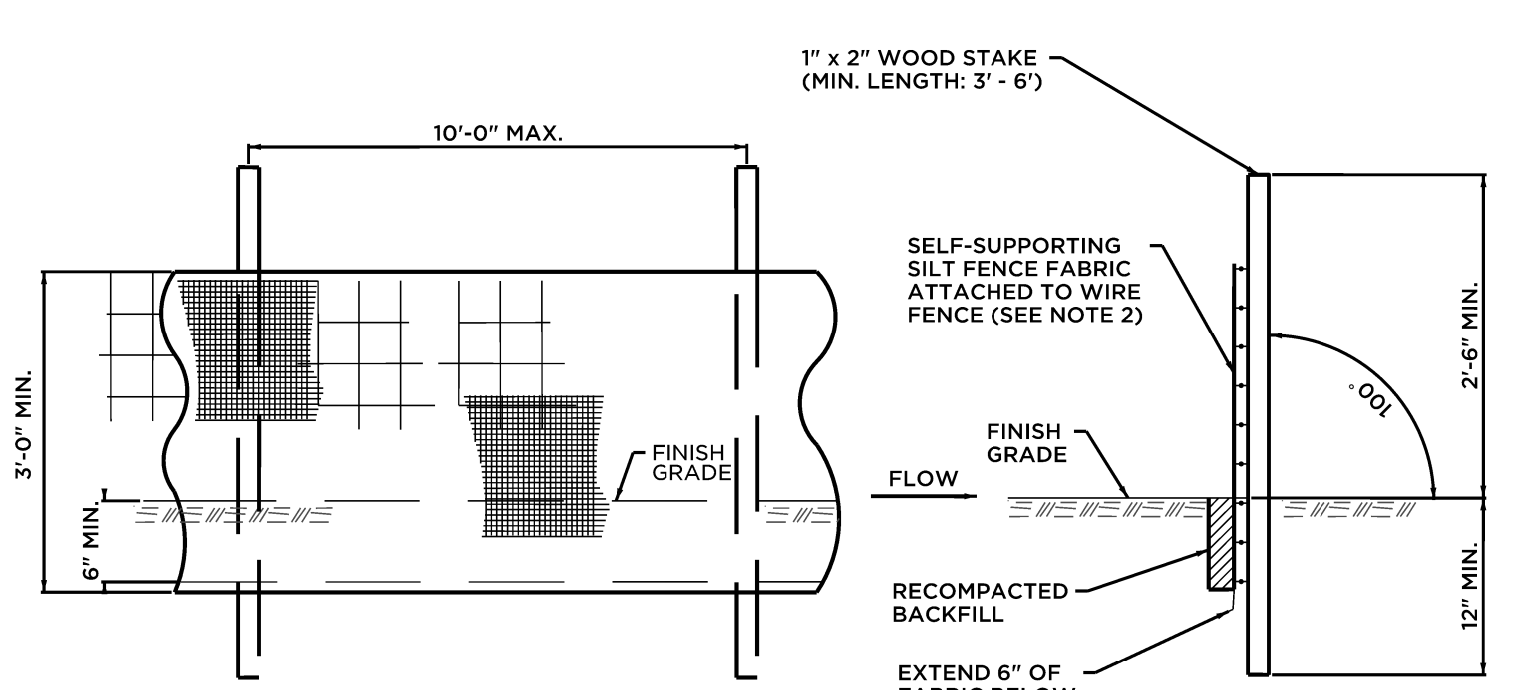 1" x 2" WOOD STAKE
(MIN. LENGTH: 3' - 6')
10'-0" MAX.
SELF-SUPPORTING
SILT FENCE FABRIC
ATTACHED TO WIRE
FENCE (SEE NOTE 2)
2'-6" MIN.
3'-0" MIN.
100°
FINISH
GRADE
FINISH
GRADE
FLOW
6" MIN.
12" MIN.
RECOMPACTED
BACKFILL
EXTEND 6" OF
FABRIC BELOW